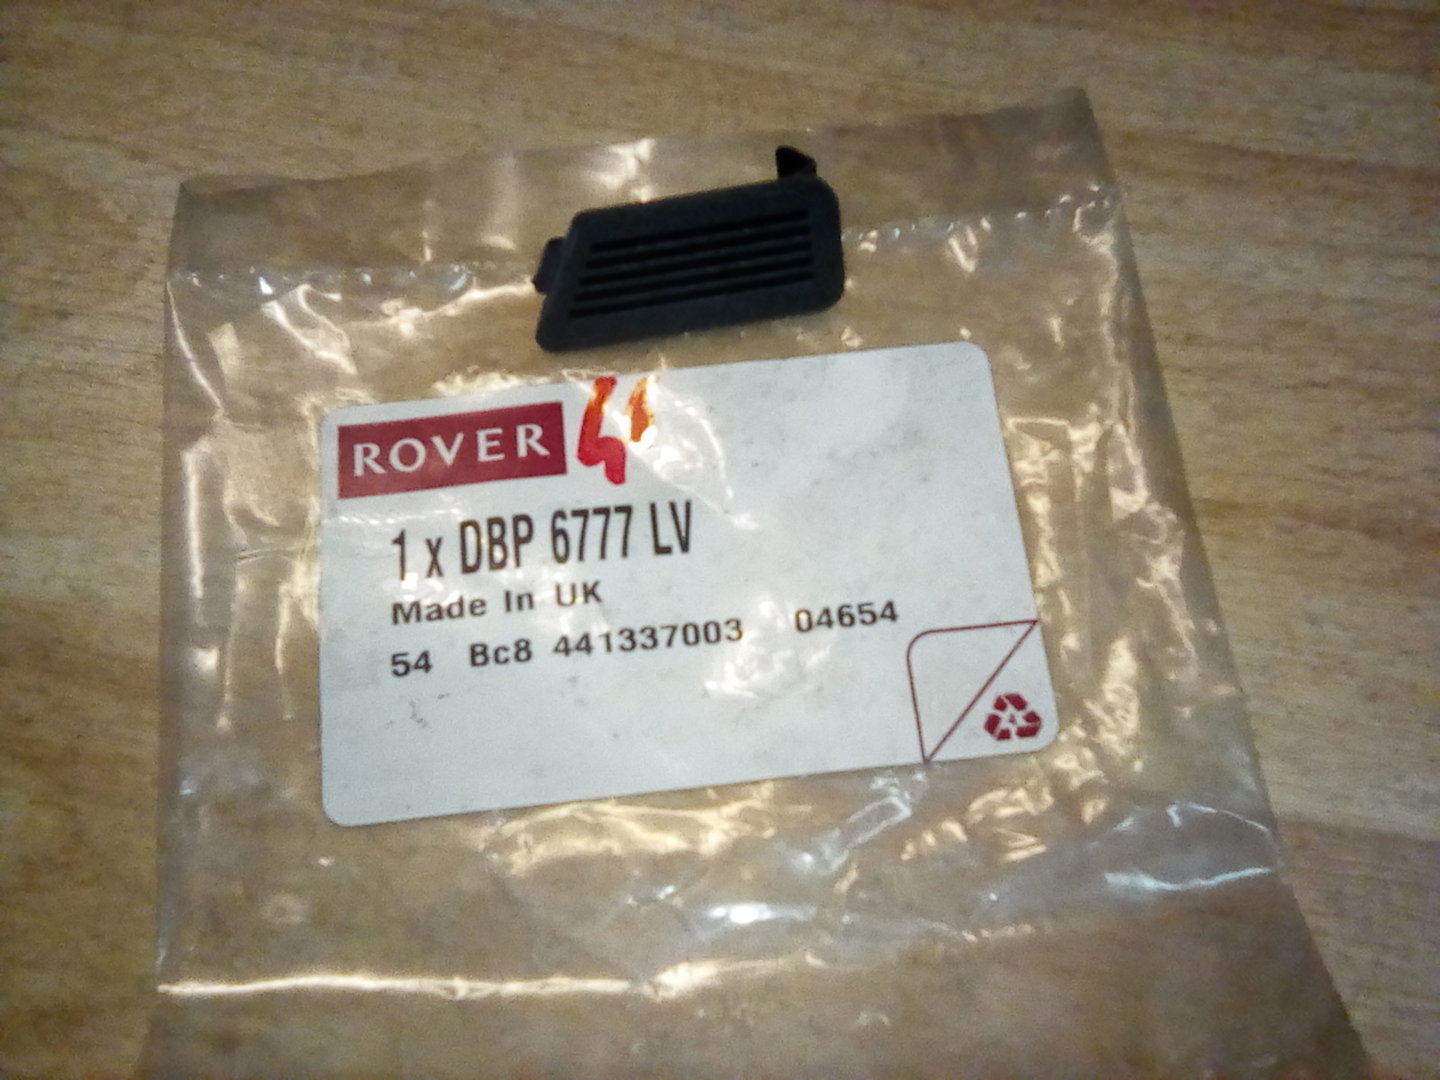 ROVER
1 x DBP 6777 LV
Made In UK
54 Bc8 441337003 04654